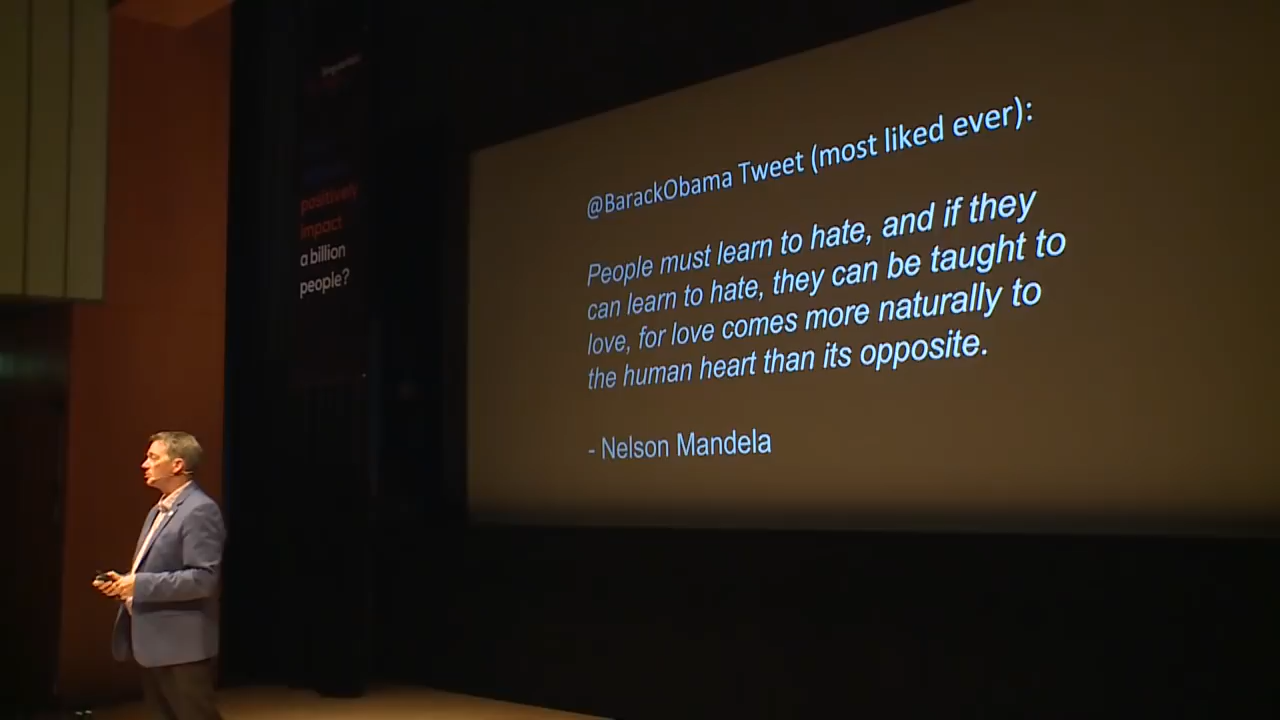 positively
impact
a billion
people?
@BarackObama Tweet (most liked ever):
People must learn to hate, and if they
can learn to hate, they can be taught to
love, for love comes more naturally to
the human heart than its opposite.
- Nelson Mandela